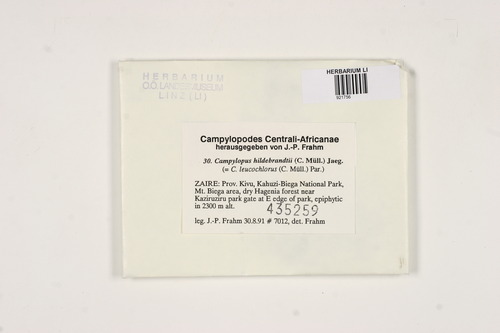 HERBARIUM
O.Ö. LANDESMUSEUM
LINZ (LI)
HERBARIUM LI
921756
Campylopodes Centrali-Africanae
herausgegeben von J.-P. Frahm
30. Campylopus hildebrandtii (C. Müll.) Jaeg.
(= C. leucochlorus (C. Müll.) Par.)
ZAIRE: Prov. Kivu, Kahuzi-Biega National Park,
Mt. Biega area, dry Hagenia forest near
Kaziruziru park gate at E edge of park, epiphytic
in 2300 m alt.
435259
leg. J.-P. Frahm 30.8.91 # 7012, det. Frahm